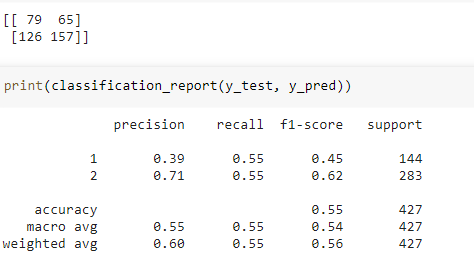 [[ 79 65]
[126 157]]
print(classification_report(y_test, y_pred))
precision recall f1-score support
1 0.39 0.55 0.45 144
2 0.71 0.55 0.62 283
accuracy 0.55 427
macro avg 0.55 0.55 0.54 427
weighted avg 0.60 0.55 0.56 427